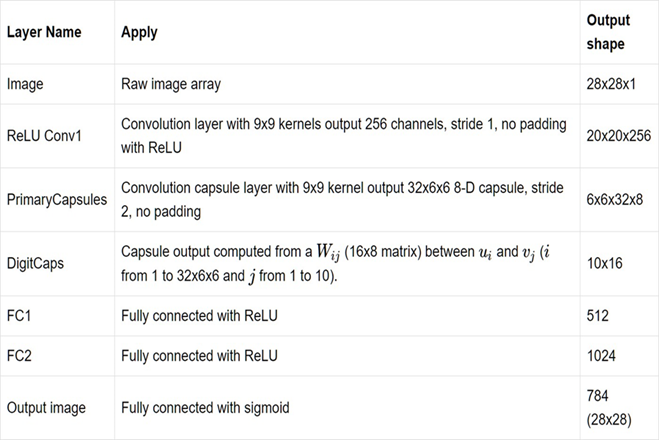 Layer Name Apply Output shape
Image Raw image array 28x28x1
ReLU Conv1 Convolution layer with 9x9 kernels output 256 channels, stride 1, no padding
with ReLU 20x20x256
PrimaryCapsules Convolution capsule layer with 9x9 kernel output 32x6x6 8-D capsule, stride
2, no padding 6x6x32x8
DigitCaps Capsule output computed from a W_{ij} (16x8 matrix) between u_i and v_j (i
from 1 to 32x6x6 and j from 1 to 10). 10x16
FC1 Fully connected with ReLU 512
FC2 Fully connected with ReLU 1024
Output image Fully connected with sigmoid 784
(28x28)